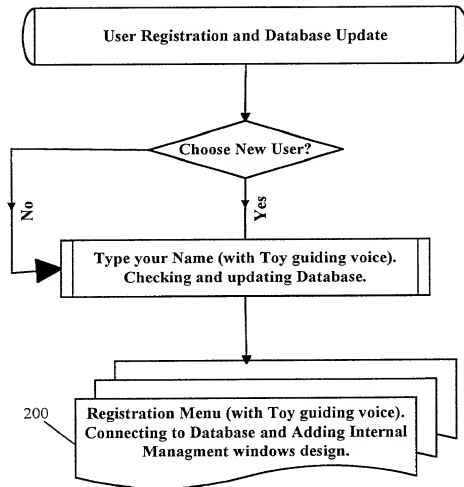 User Registration and Database Update
Choose New User?
No
Yes
Type your Name (with Toy guiding voice).
Checking and updating Database.
200
Registration Menu (with Toy guiding voice).
Connecting to Database and Adding Internal
Managment windows design.